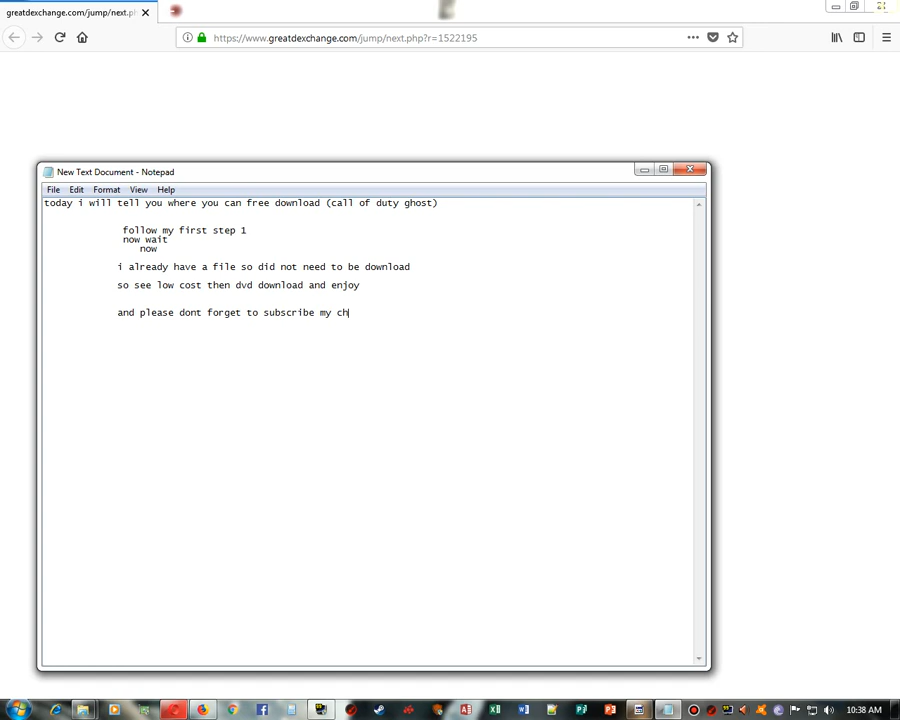 greatdexchange.com/jump/next.ph
https://www.greatdexchange.com/jump/next.php?r=1522195
New Text Document - Notepad
File Edit Format View Help
today i will tell you where you can free download (call of duty ghost)
follow my first step 1
now wait
now
i already have a file so did not need to be download
so see low cost then dvd download and enjoy
and please dont forget to subscribe my ch
10:38 AM